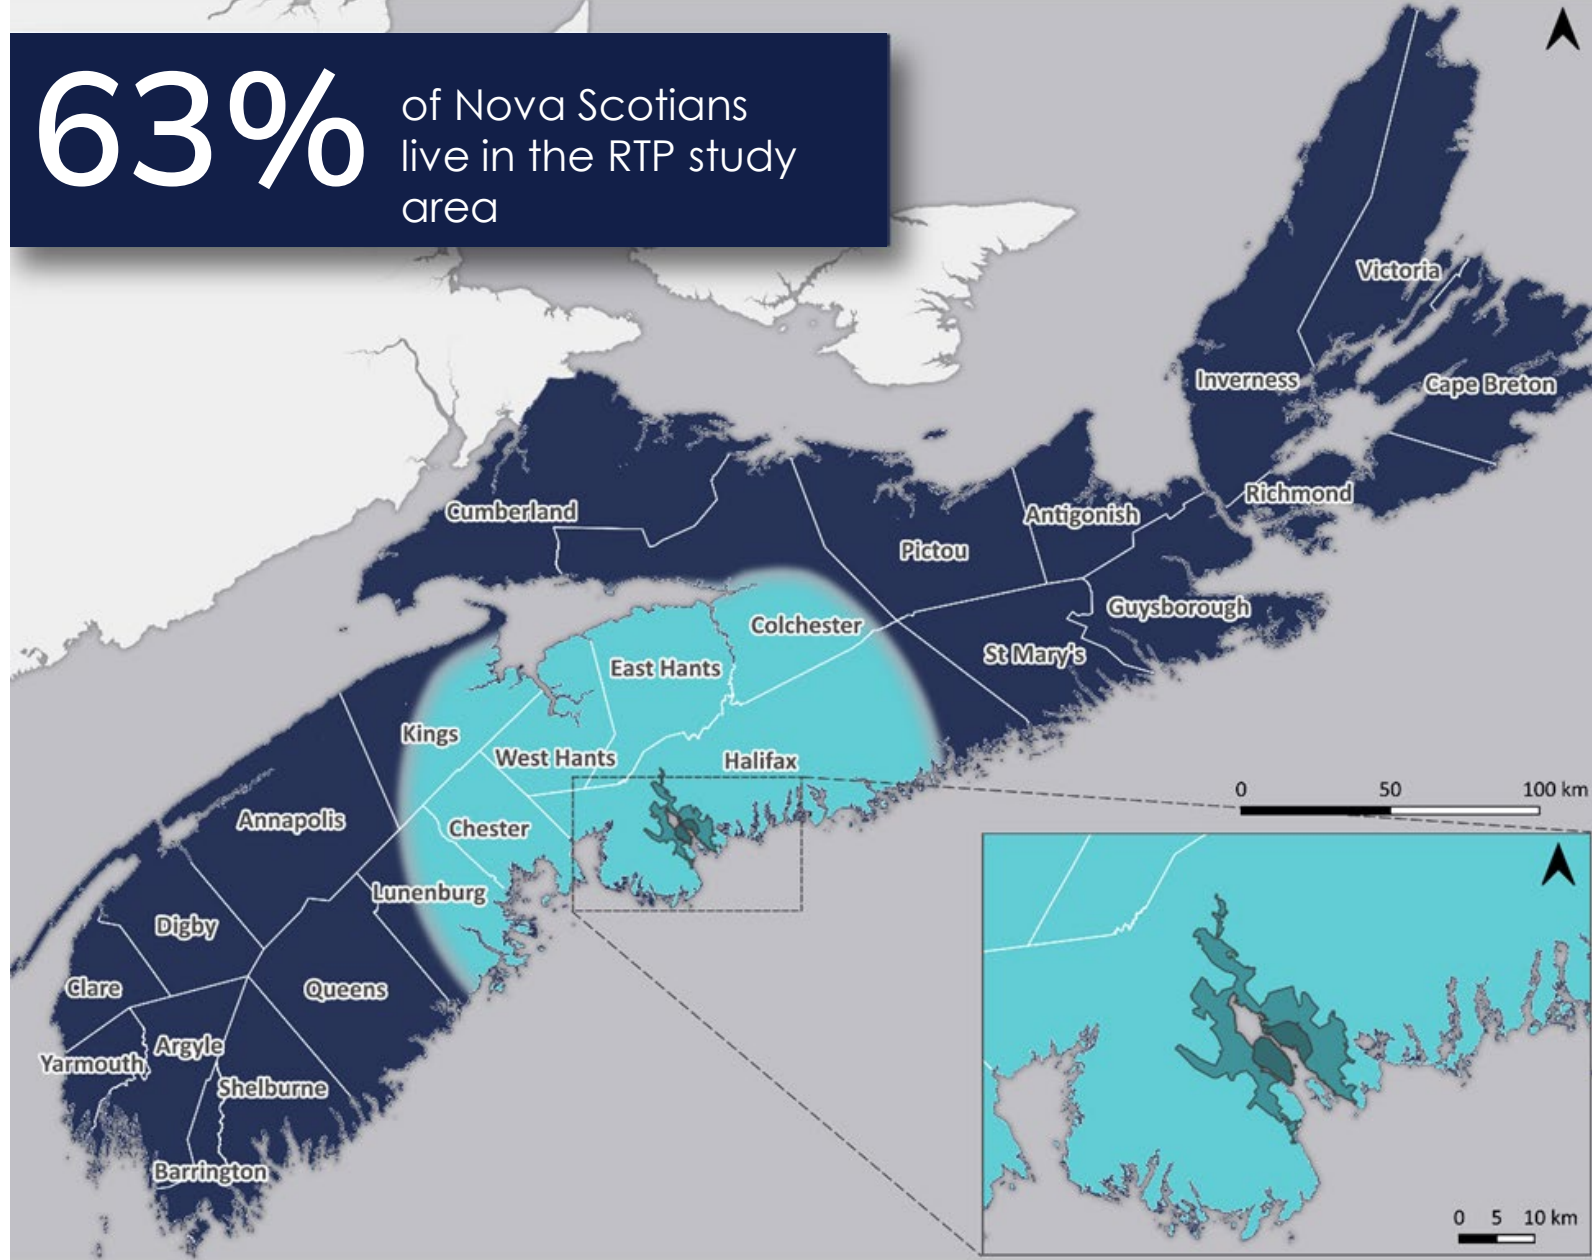 63%
of Nova Scotians
live in the RTP study
area
Victoria
Inverness
Cape Breton
Richmond
Cumberland
Antigonish
Pictou
Guysborough
Colchester
St Mary's
East Hants
Kings
West Hants
Halifax
0 50 100 km
Annapolis
Chester
Lunenburg
Digby
Clare
Queens
Argyle
Yarmouth
Shelburne
Barrington
0 5 10 km